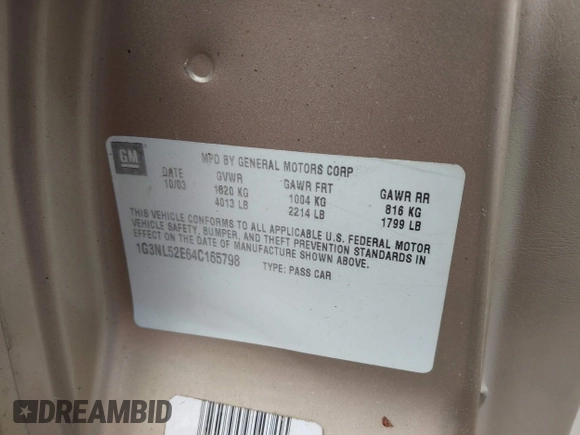 GM
MFD BY GENERAL MOTORS CORP
DATE GVWR GAWR FRT GAWR RR
10/03 1820 KG 1004 KG 816 KG
4013 LB 2214 LB 1799 LB
THIS VEHICLE CONFORMS TO ALL APPLICABLE U.S. FEDERAL MOTOR
VEHICLE SAFETY, BUMPER, AND THEFT PREVENTION STANDARDS IN
EFFECT ON THE DATE OF MANUFACTURE SHOWN ABOVE.
1G3NL52E64C165798 TYPE: PASS CAR
DREAMBID